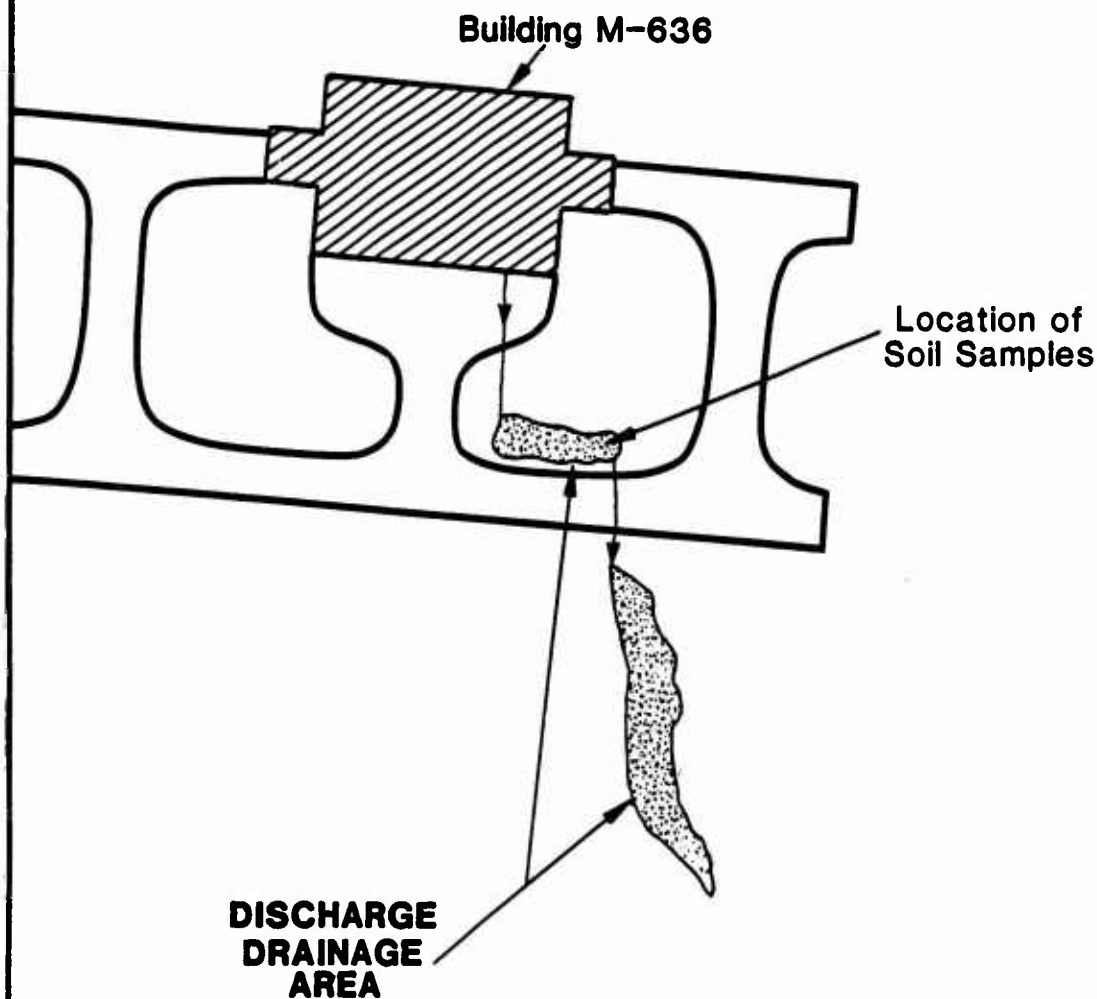 Building M-636
Location of
Soil Samples
DISCHARGE
DRAINAGE
AREA